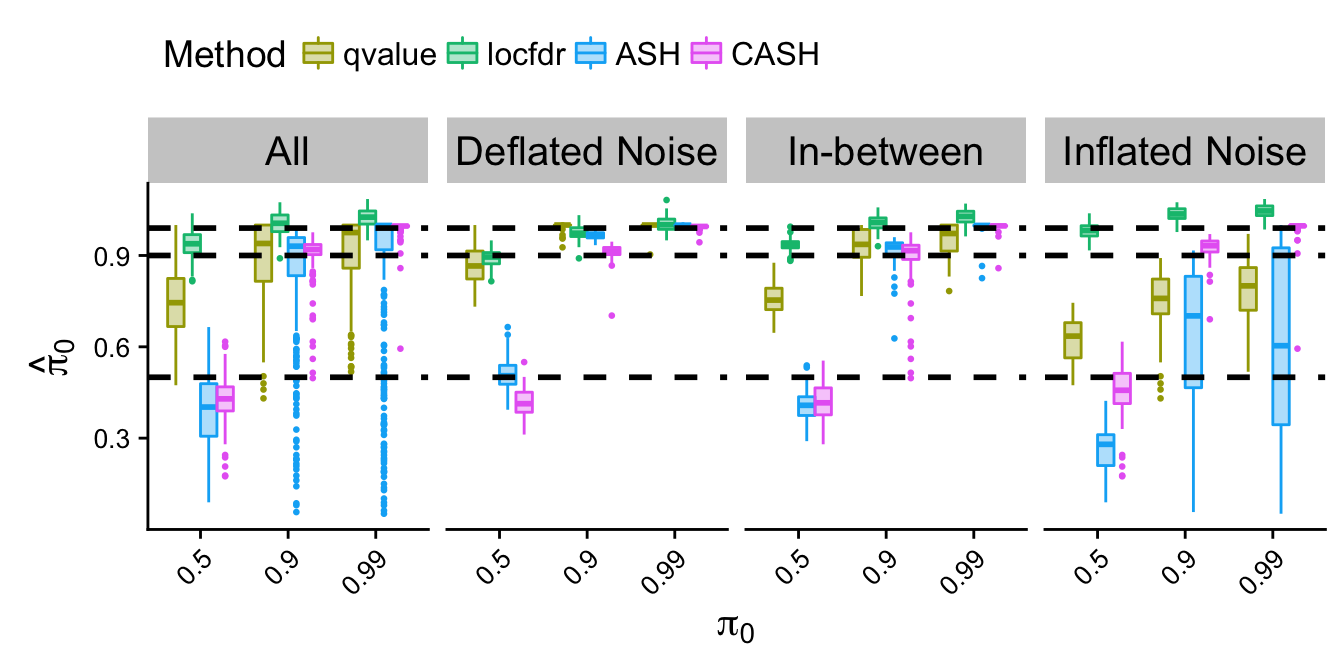 Method qvalue locfdr ASH CASH
All Deflated Noise In-between Inflated Noise
π̂0
0.9
0.6
0.3
0.5 0.9 0.99 0.5 0.9 0.99 0.5 0.9 0.99 0.5 0.9 0.99
π0